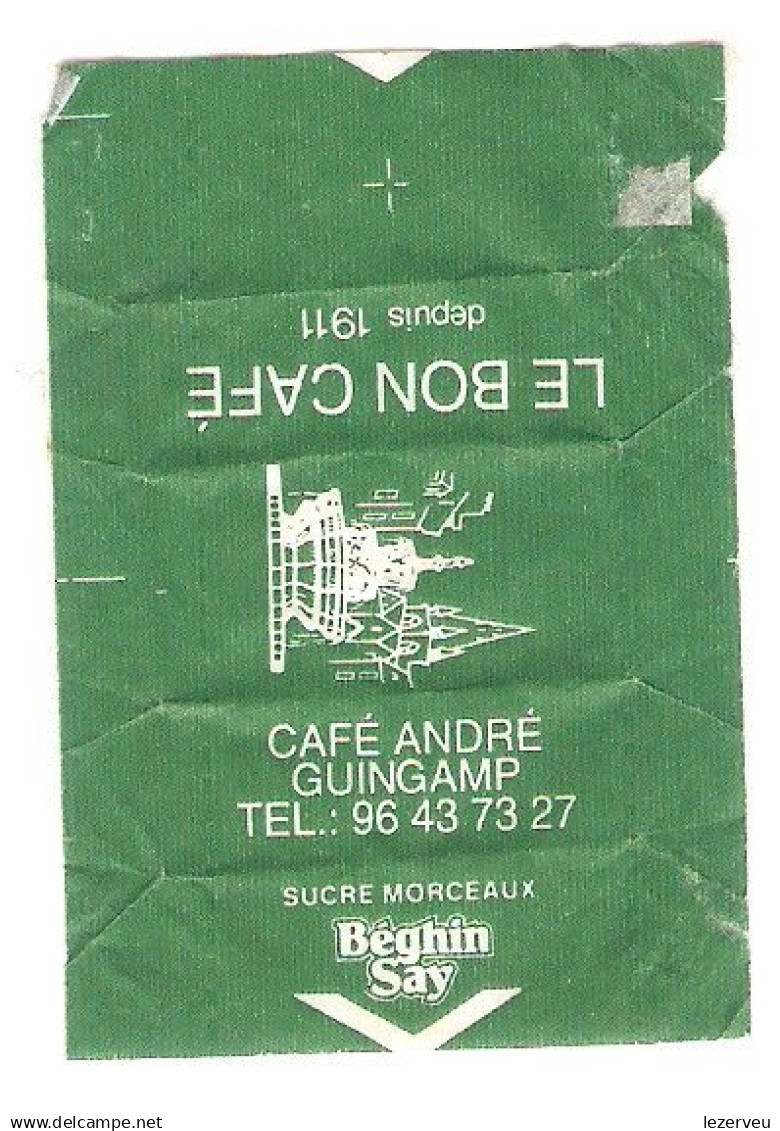 depuis 1911
LE BON CAFÉ
CAFÉ ANDRÉ
GUINGAMP
TEL.: 96 43 73 27
SUCRE MORCEAUX
Béghin
Say
delcampe.net
lezerveu